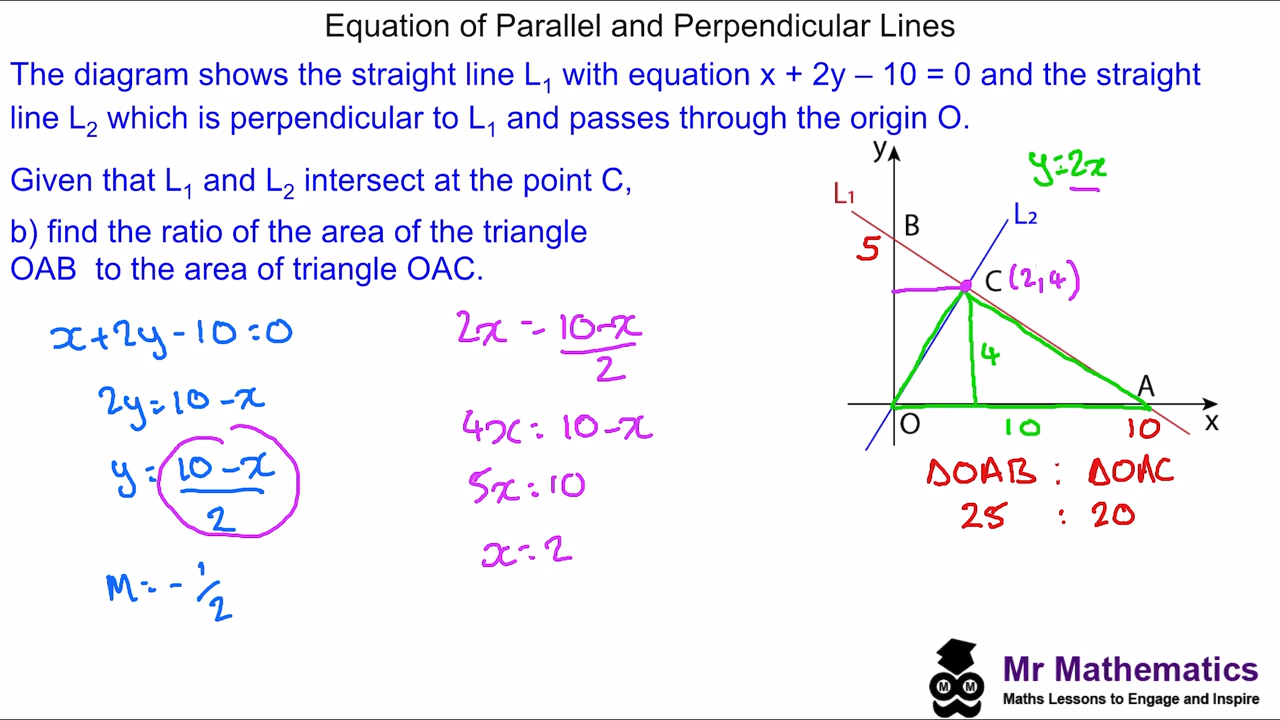 Equation of Parallel and Perpendicular Lines
The diagram shows the straight line L₁ with equation x + 2y – 10 = 0 and the straight
line L₂ which is perpendicular to L₁ and passes through the origin O.
Given that L₁ and L₂ intersect at the point C,
b) find the ratio of the area of the triangle
OAB to the area of triangle OAC.
x+2y-10=0
2y=10-x
y=10-x/2
M=-1/2
2x=10-x/2
4x=10-x
5x=10
x=2
y
y=2x
L₁
L₂
B
5
C (2,4)
4
A
O
10
10
x
ΔOAB : ΔOAC
25 : 20
M M
Mr Mathematics
Maths Lessons to Engage and Inspire